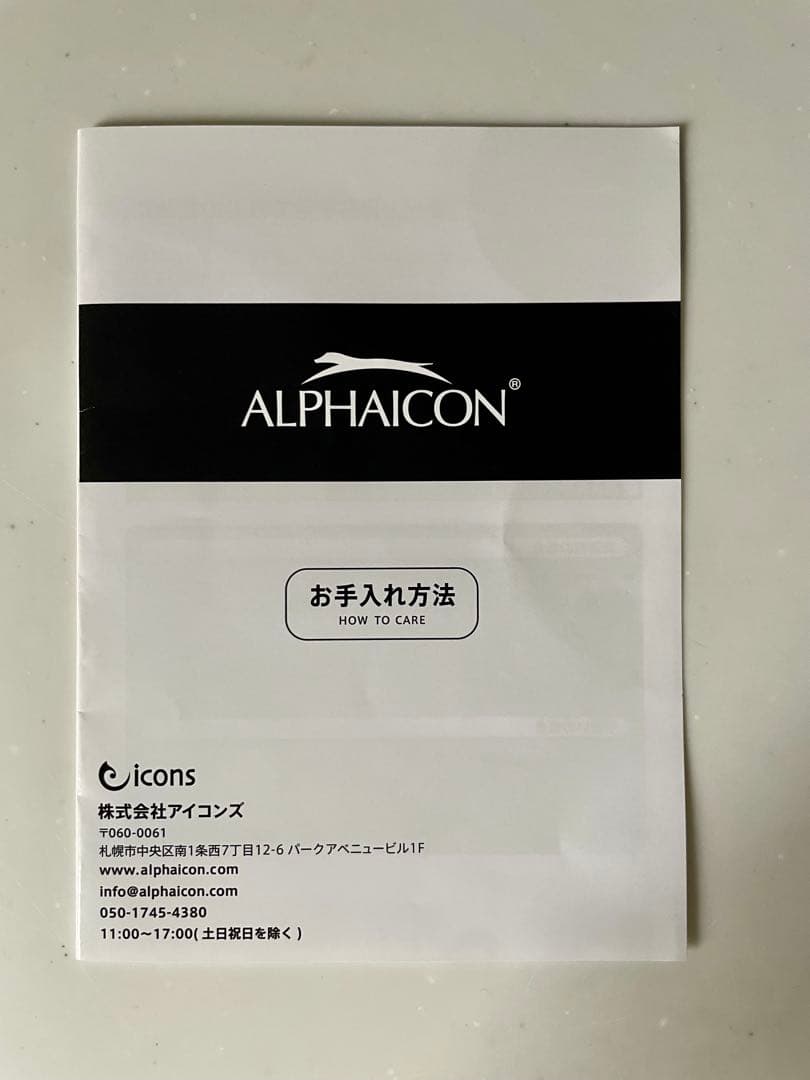 ALPHAICON®
お手入れ方法
HOW TO CARE
icons
株式会社アイコンズ
〒060-0061
札幌市中央区南1条西7丁目12-6 パークアベニュービル1F
www.alphaicon.com
info@alphaicon.com
050-1745-4380
11:00〜17:00( 土日祝日を除く )